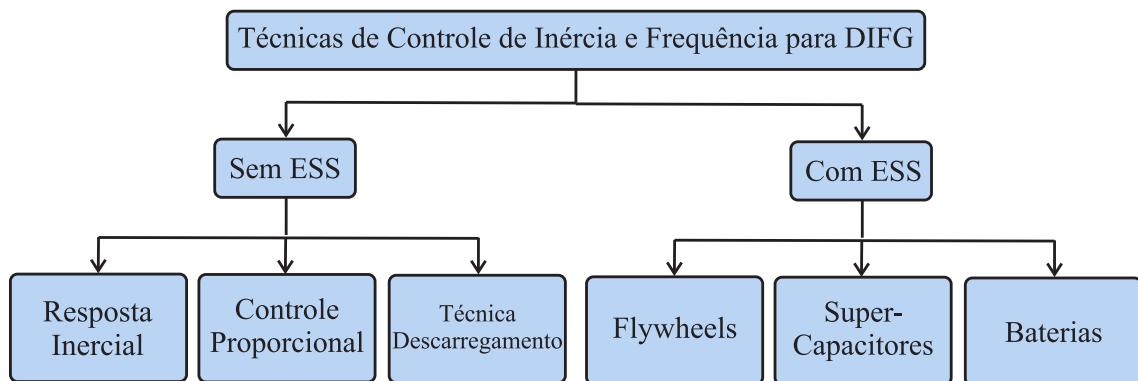 Técnicas de Controle de Inércia e Frequência para DIFG
Sem ESS
Com ESS
Resposta
Inercial
Controle
Proporcional
Técnica
Descarregamento
Flywheels
Super-
Capacitores
Baterias